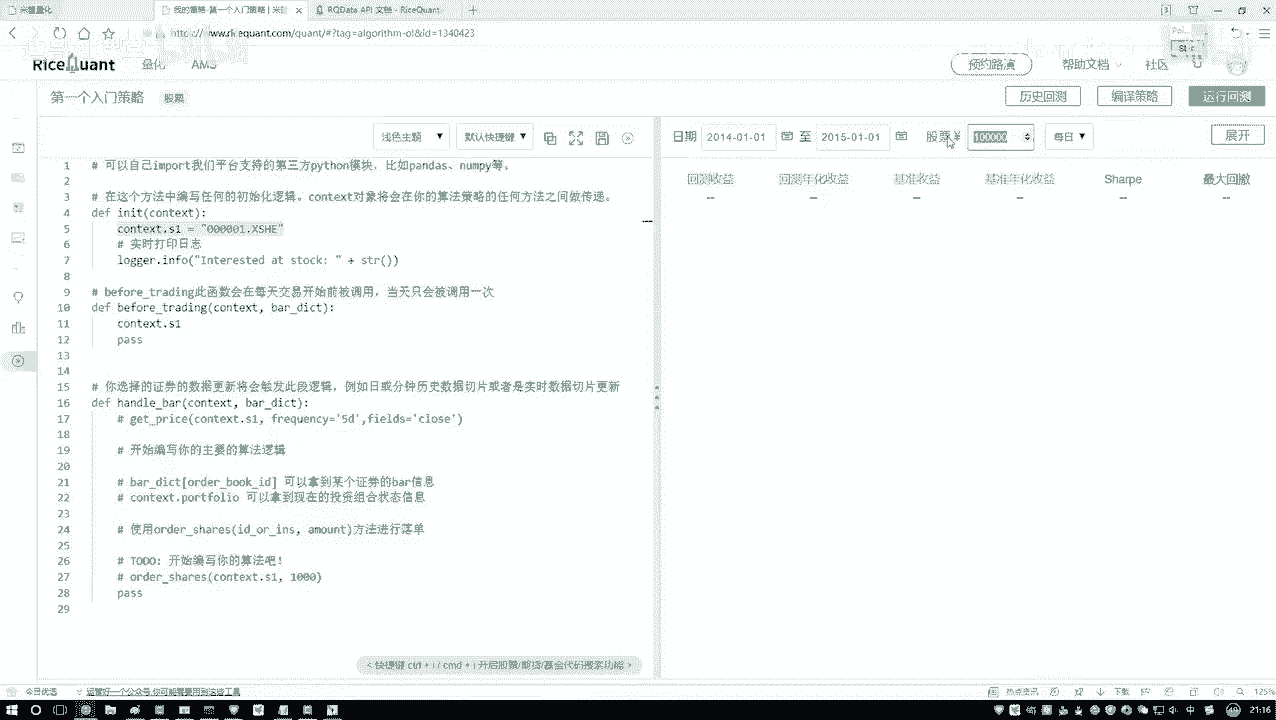 米筐量化
我的策略-第一个入门策略 | 米筐
RQData API 文档 - RiceQuant
ricequant.com/quant/#?tag=algorithm-ol&id=1340423
RiceQuant
量化
AMS
预约路演
帮助文档
社区
第一个入门策略
股票
历史回测
编译策略
运行回测
浅色主题
默认快捷键
日期 2014-01-01 至 2015-01-01 股票 ¥ 100000 每日
展开
回测收益 回测年化收益 基准收益 基准年化收益 Sharpe 最大回撤
-- -- -- -- -- --
1 # 可以自己import我们平台支持的第三方python模块，比如pandas、numpy等。
2
3 # 在这个方法中编写任何的初始化逻辑。context对象将会在你的算法策略的任何方法之间做传递。
4 def init(context):
5 context.s1 = "000001.XSHE"
6 # 实时打印日志
7 logger.info("Interested at stock: " + str())
8
9 # before_trading此函数会在每天交易开始前被调用，当天只会被调用一次
10 def before_trading(context, bar_dict):
11 context.s1
12 pass
13
14
15 # 你选择的证券的数据更新将会触发此段逻辑，例如日或分钟历史数据切片或者是实时数据切片更新
16 def handle_bar(context, bar_dict):
17 # get_price(context.s1, frequency='5d',fields='close')
18
19 # 开始编写你的主要的算法逻辑
20
21 # bar_dict[order_book_id] 可以拿到某个证券的bar信息
22 # context.portfolio 可以拿到现在的投资组合状态信息
23
24 # 使用order_shares(id_or_ins, amount)方法进行落单
25
26 # TODO: 开始编写你的算法吧！
27 # order_shares(context.s1, 1000)
28 pass
29
< 快捷键 ctrl + i / cmd + i 开启股票/期货/基金代码搜索功能 >
今日优选
热点资讯
下载
125%
中
21:16